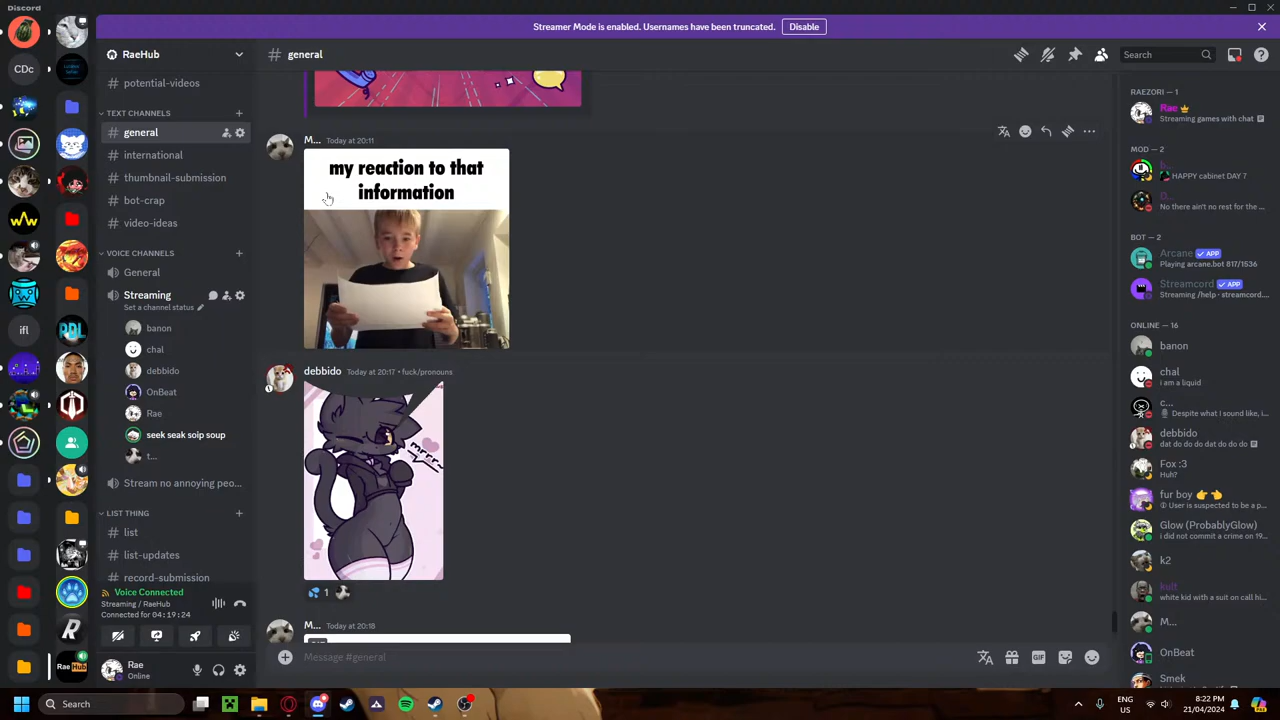 Discord
Streamer Mode is enabled. Usernames have been truncated.
Disable
CDc
ifl
Rae Hub
RaeHub
potential-videos
TEXT CHANNELS
general
international
thumbnail-submission
bot-crap
video-ideas
VOICE CHANNELS
General
Streaming
Set a channel status
banon
chal
debbido
OnBeat
Rae
seek seak soip soup
t...
Stream no annoying peo...
LIST THING
list
list-updates
record-submission
Voice Connected
Streaming / RaeHub
Connected for 04:19:24
Rae
Online
# general
Search
M... Today at 20:11
my reaction to that
information
debbido Today at 20:17 • fuck/pronouns
mrrr~
1
M... Today at 20:18
Message #general
GIF
RAEZORI — 1
Rae
Streaming games with chat
MOD — 2
HAPPY cabinet DAY 7
No there ain't no rest for the ...
BOT — 2
Arcane APP
Playing arcane.bot 817/1536
Streamcord APP
Streaming /help · streamcord....
ONLINE — 16
banon
chal
i am a liquid
c...
Despite what I sound like, i...
debbido
dat do do do dat do do do
Fox :3
Huh?
fur boy 👉 👈
User is suspected to be a p...
Glow (ProbablyGlow)
i did not commit a crime on 19...
k2
kult
white kid with a suit on call hi...
M...
OnBeat
Smek
Search
ENG
UK
8:22 PM
21/04/2024